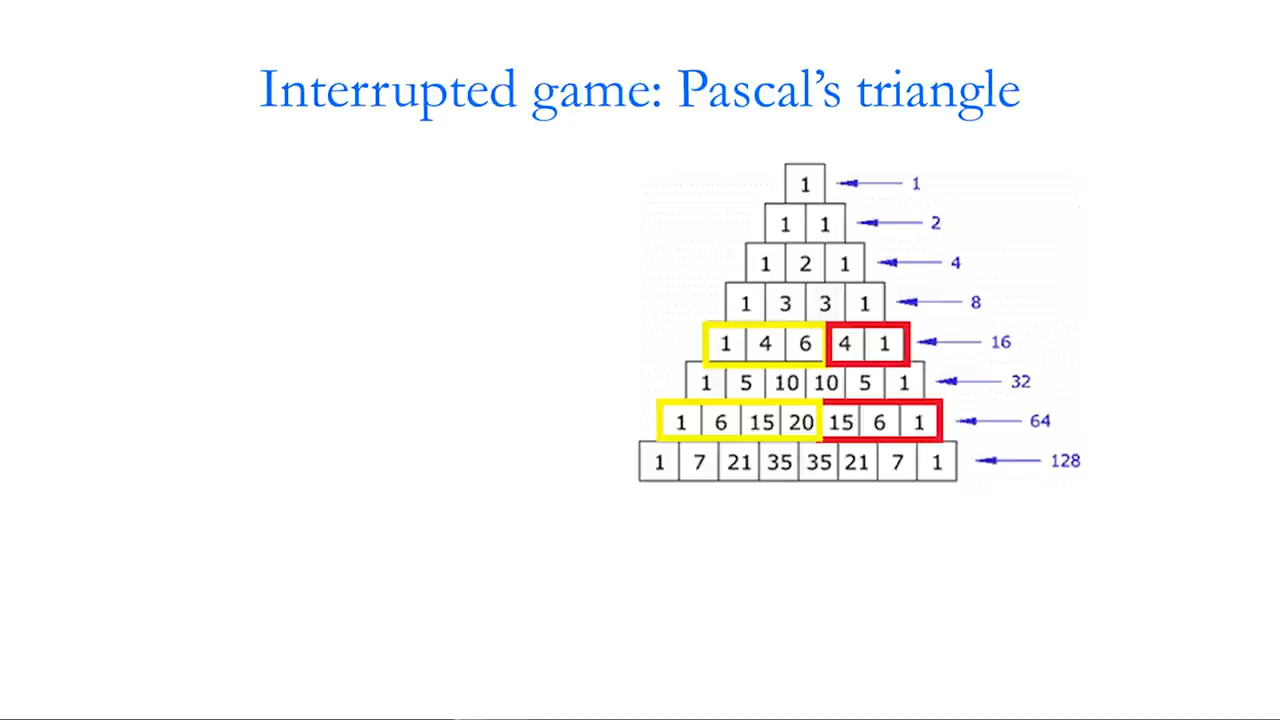 Interrupted game: Pascal’s triangle
1 1
1 1 2
1 2 1 4
1 3 3 1 8
1 4 6 4 1 16
1 5 10 10 5 1 32
1 6 15 20 15 6 1 64
1 7 21 35 35 21 7 1 128